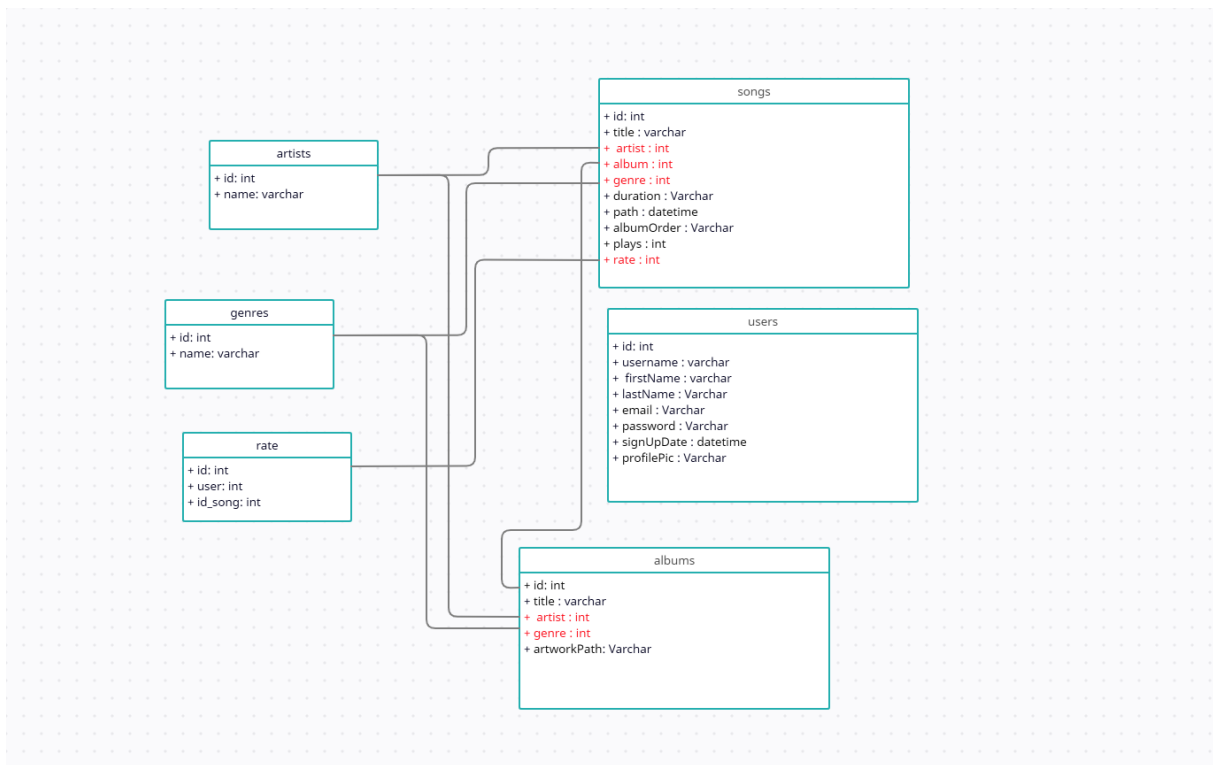 songs
+ id: int
+ title : varchar
+ artist : int
+ album : int
+ genre : int
+ duration : Varchar
+ path : datetime
+ albumOrder : Varchar
+ plays : int
+ rate : int
artists
+ id: int
+ name: varchar
genres
+ id: int
+ name: varchar
users
+ id: int
+ username : varchar
+ firstName : varchar
+ lastName : Varchar
+ email : Varchar
+ password : Varchar
+ signUpDate : datetime
+ profilePic : Varchar
rate
+ id: int
+ user: int
+ id_song: int
albums
+ id: int
+ title : varchar
+ artist : int
+ genre : int
+ artworkPath: Varchar